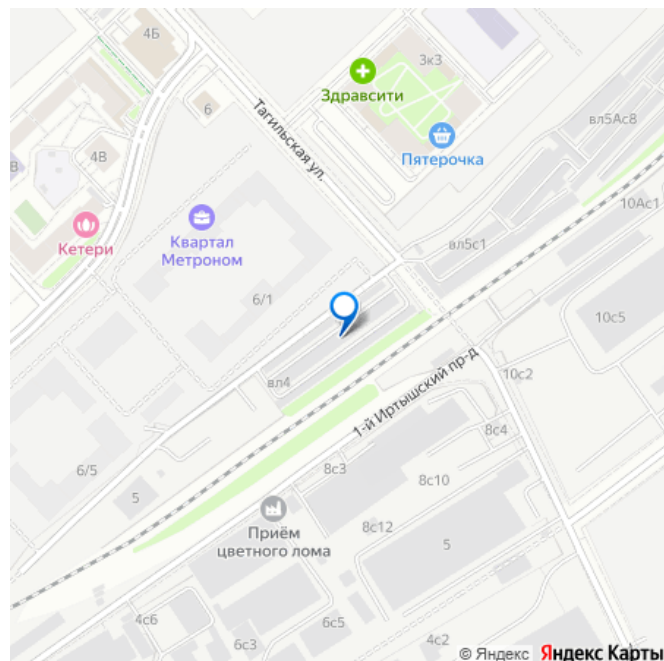 4Б
3к3
Здравсити
6
Тагильская ул.
вл5Ас8
Пятерочка
4В
В
10Ас1
Кетери
Квартал
Метроном
вл5с1
6/1
10с5
вл4
1-й Иртышский пр-д
10с2
8с4
6/5
8с3
8с10
5
Приём
цветного лома
8с12
5
4с6
6с5
6с3
4с2
© Яндекс Яндекс Карты